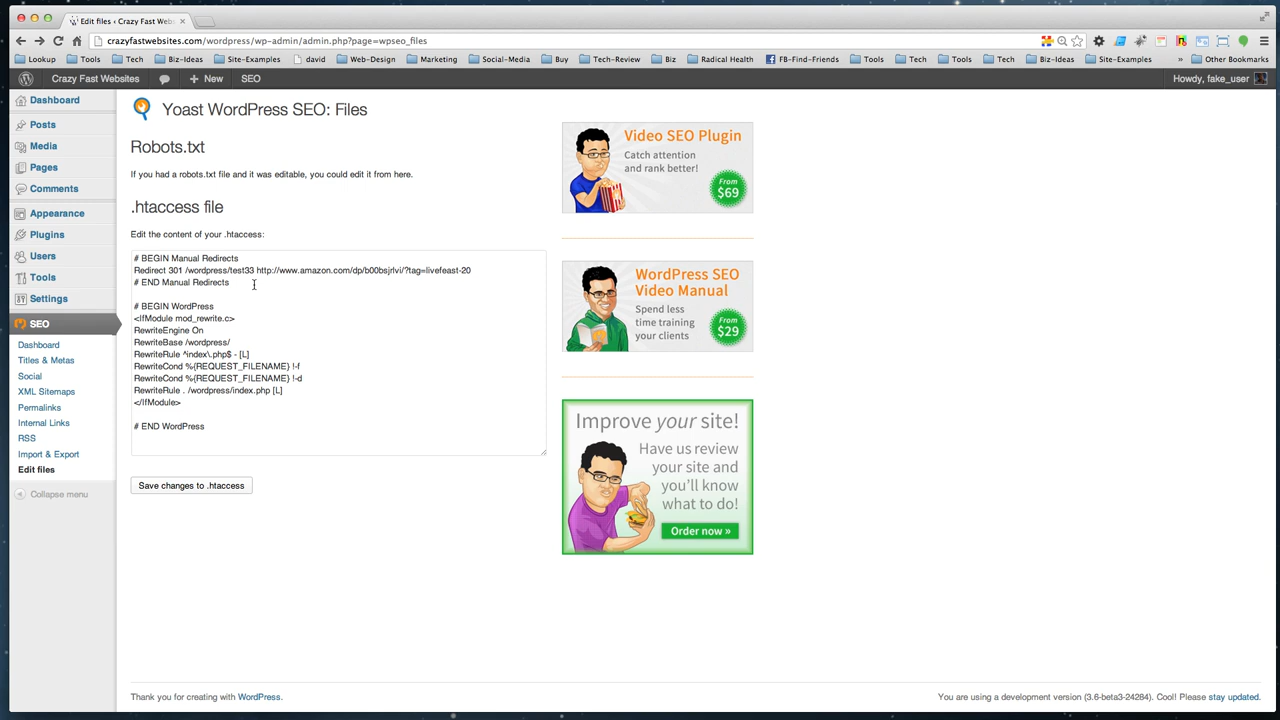 Edit files ‹ Crazy Fast Web
crazyfastwebsites.com/wordpress/wp-admin/admin.php?page=wpseo_files
Lookup Tools Tech Biz-Ideas Site-Examples david Web-Design Marketing Social-Media Buy Tech-Review Biz Radical Health FB-Find-Friends Tools Tech Tools Tech Biz-Ideas Site-Examples » Other Bookmarks
Crazy Fast Websites + New SEO Howdy, fake_user
Dashboard
Posts
Media
Pages
Comments
Appearance
Plugins
Users
Tools
Settings
SEO
Dashboard
Titles & Metas
Social
XML Sitemaps
Permalinks
Internal Links
RSS
Import & Export
Edit files
Collapse menu
Yoast WordPress SEO: Files
Robots.txt
If you had a robots.txt file and it was editable, you could edit it from here.
.htaccess file
Edit the content of your .htaccess:
# BEGIN Manual Redirects
Redirect 301 /wordpress/test33 http://www.amazon.com/dp/b00bsjrlvi/?tag=livefeast-20
# END Manual Redirects
# BEGIN WordPress
<IfModule mod_rewrite.c>
RewriteEngine On
RewriteBase /wordpress/
RewriteRule ^index\.php$ - [L]
RewriteCond %{REQUEST_FILENAME} !-f
RewriteCond %{REQUEST_FILENAME} !-d
RewriteRule . /wordpress/index.php [L]
</IfModule>
# END WordPress
Save changes to .htaccess
Video SEO Plugin
Catch attention
and rank better!
From
$69
WordPress SEO
Video Manual
Spend less
time training
your clients
From
$29
Improve your site!
Have us review
your site and
you'll know
what to do!
Order now »
Thank you for creating with WordPress.
You are using a development version (3.6-beta3-24284). Cool! Please stay updated.